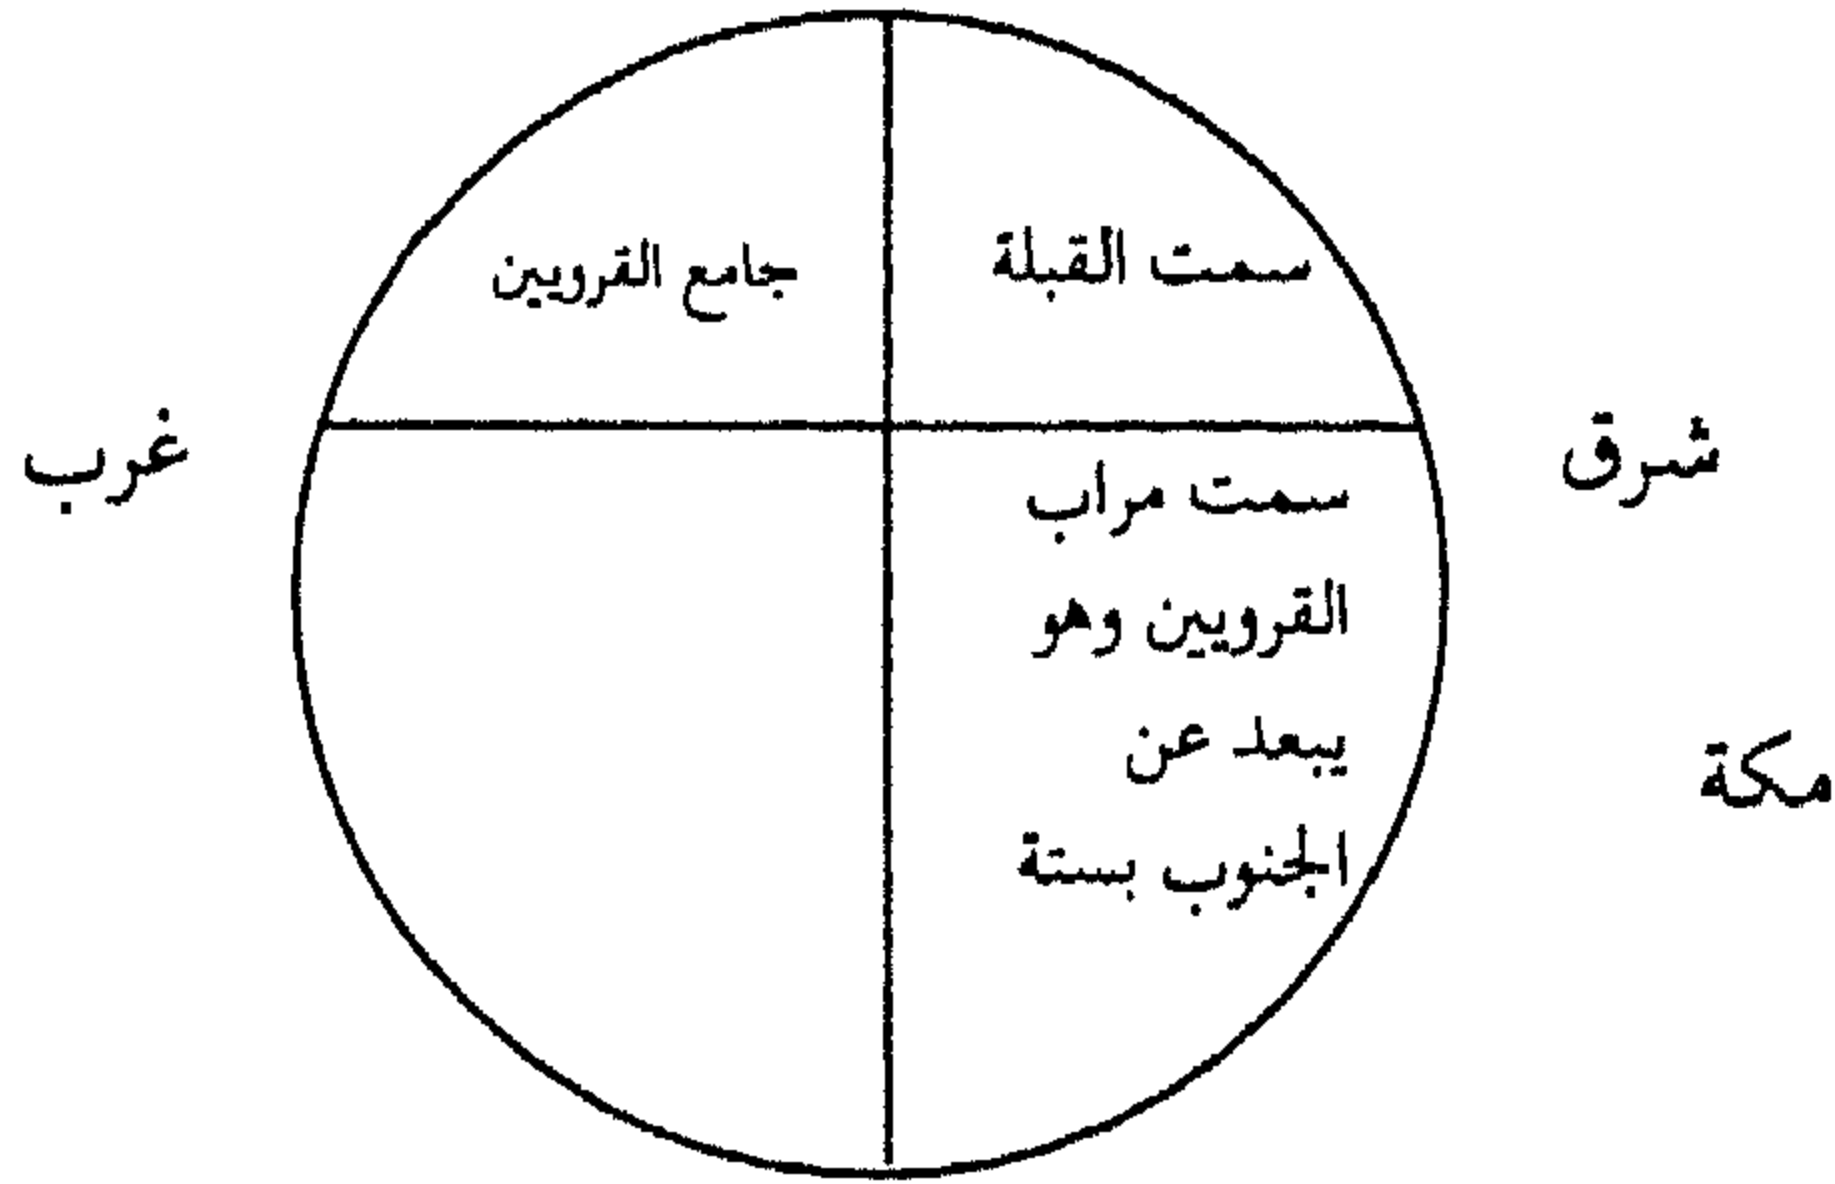 سمت القبلة
جامع القرويين
شرق
غرب
سمت مراب
القرويين وهو
يبعد عن
الجنوب بستة
مكة